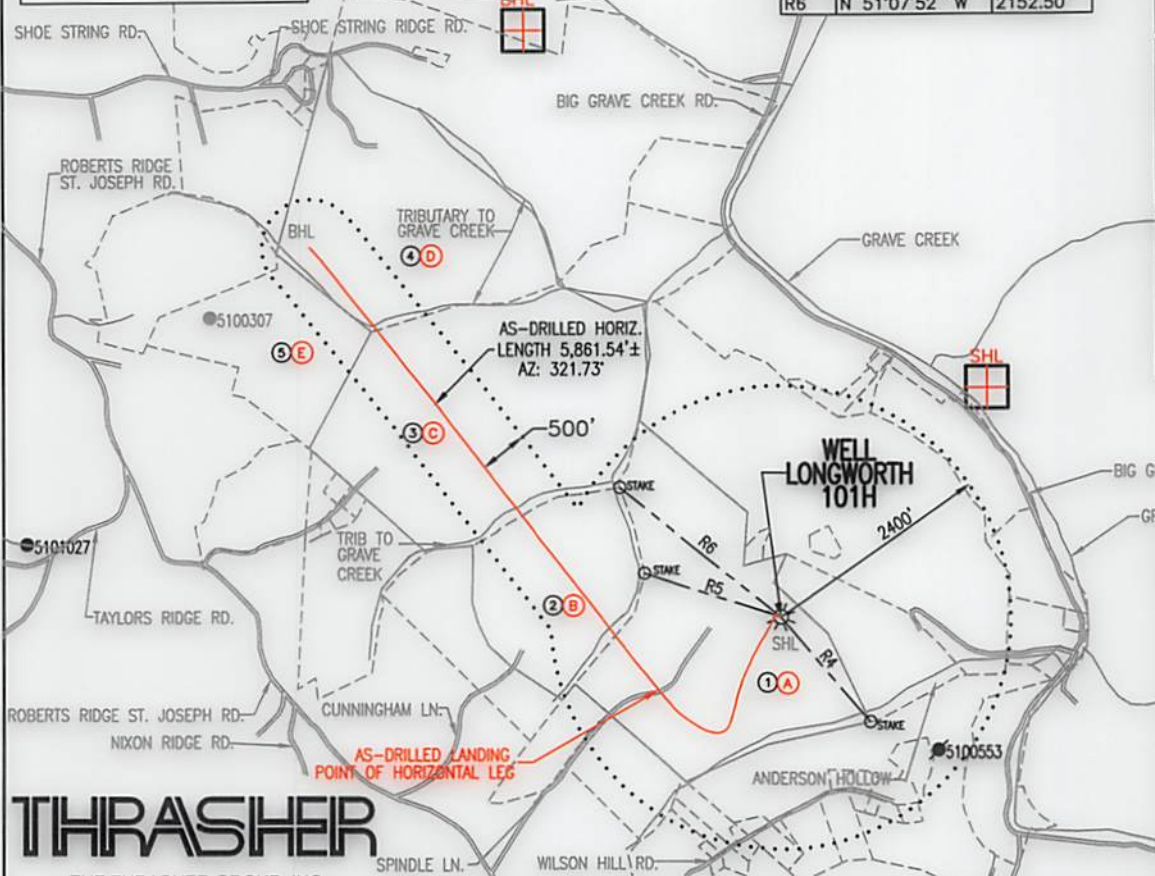 SHL
R6 N 51°07'52" W 2152.50'
SHOE STRING RD.
SHOE STRING RIDGE RD.
BIG GRAVE CREEK RD.
ROBERTS RIDGE
ST. JOSEPH RD.
TRIBUTARY TO
GRAVE CREEK
BHL
GRAVE CREEK
4 D
5100307
AS-DRILLED HORIZ.
LENGTH 5,861.54'±
AZ: 321.73°
5 E
SHL
3 C
500'
WELL
LONGWORTH
101H
BIG G
STAKE
2400'
5101027
TRIB TO
GRAVE
CREEK
R6
STAKE
R5
TAYLORS RIDGE RD.
2 B
SHL
R4
1 A
ROBERTS RIDGE ST. JOSEPH RD.
CUNNINGHAM LN.
STAKE
NIXON RIDGE RD.
AS-DRILLED LANDING
POINT OF HORIZONTAL LEG
5100553
ANDERSON HOLLOW
THRASHER
SPINDLE LN.
WILSON HILL RD.